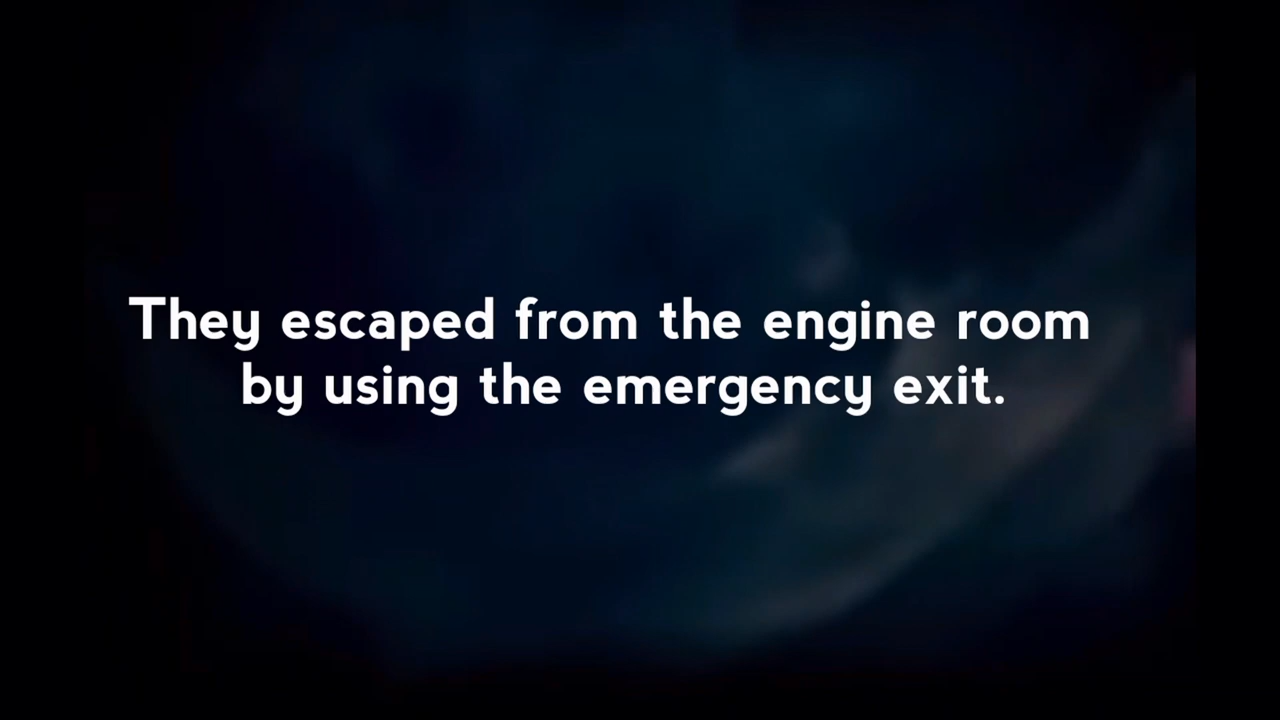 They escaped from the engine room
by using the emergency exit.